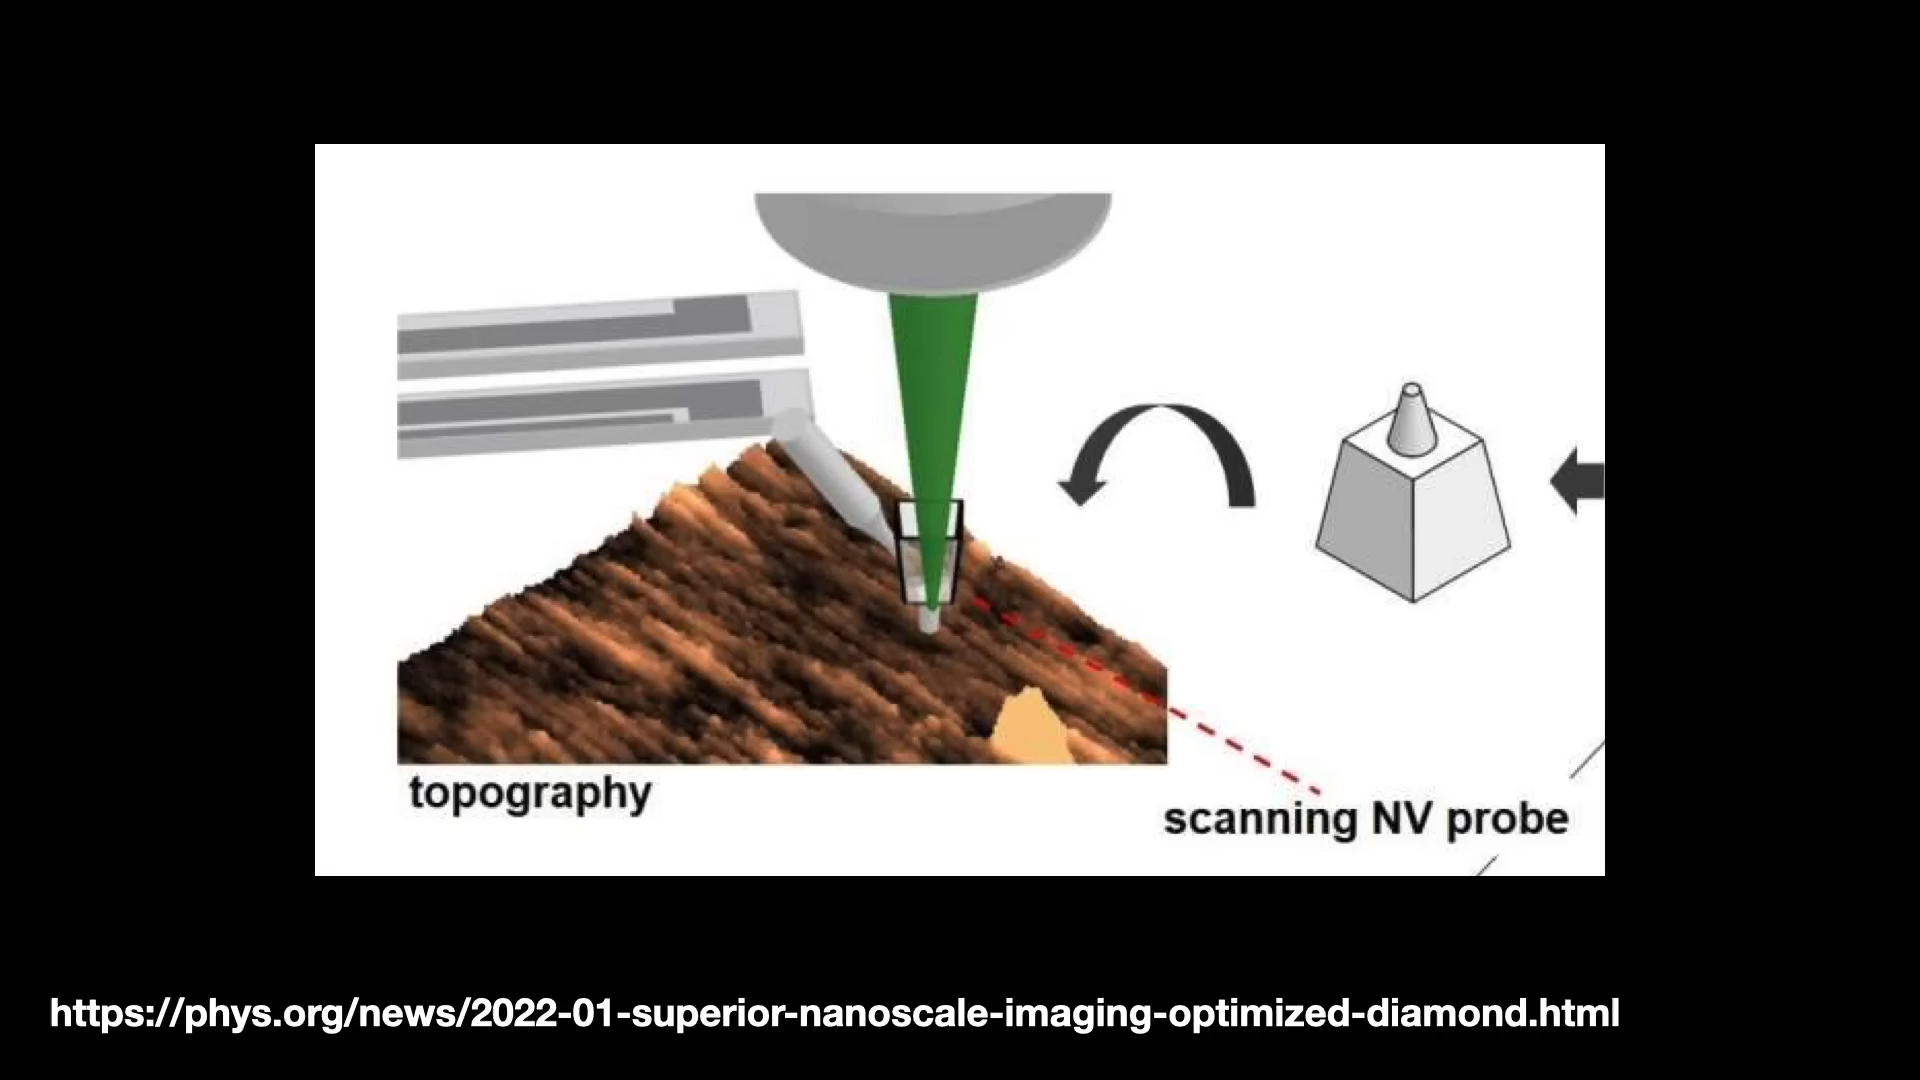 topography
scanning NV probe
https://phys.org/news/2022-01-superior-nanoscale-imaging-optimized-diamond.html